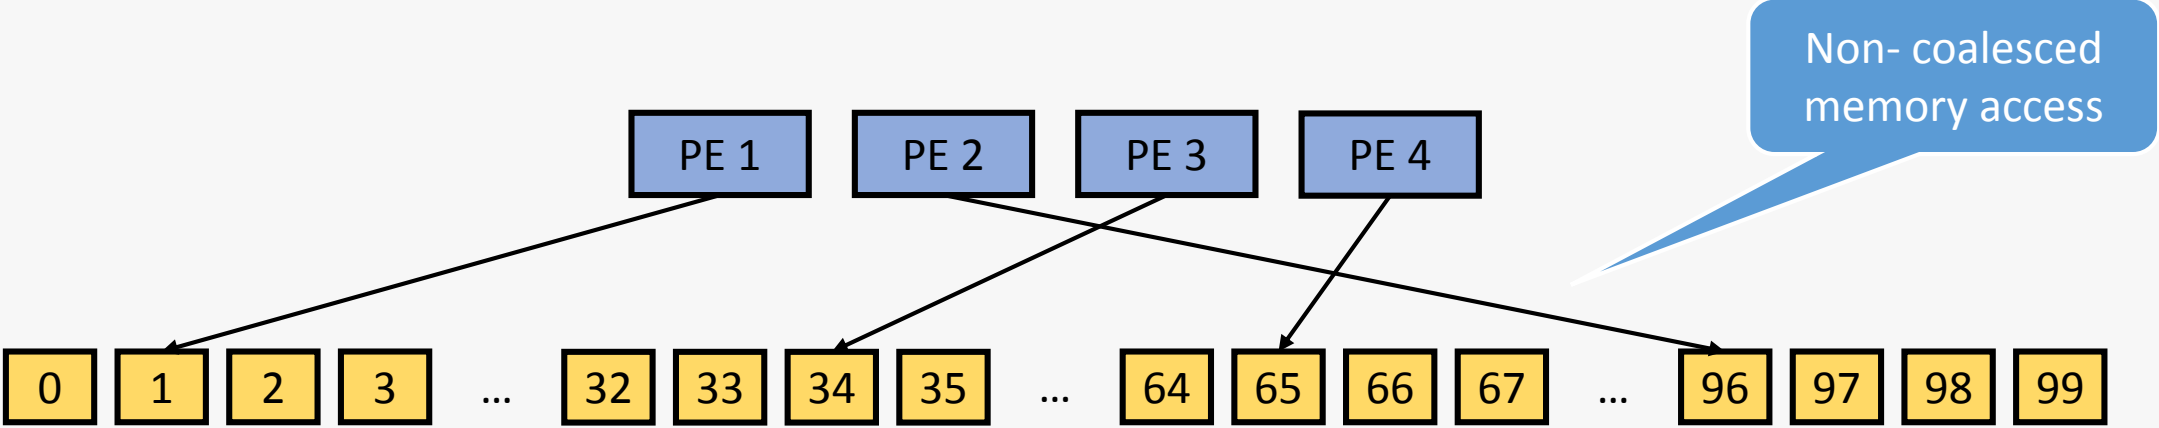 Non- coalesced
memory access
PE 1 PE 2 PE 3 PE 4
0 1 2 3 ... 32 33 34 35 ... 64 65 66 67 ... 96 97 98 99